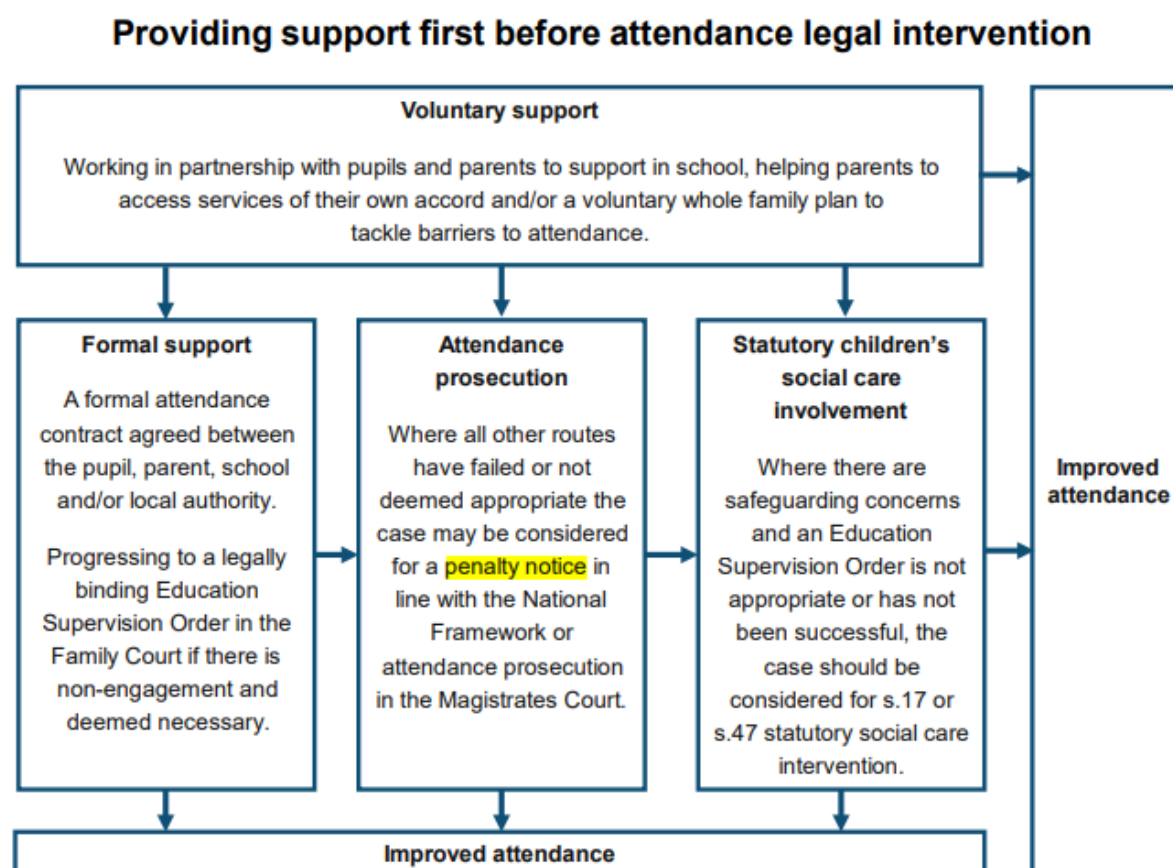 Providing support first before attendance legal intervention
Voluntary support
Working in partnership with pupils and parents to support in school, helping parents to
access services of their own accord and/or a voluntary whole family plan to
tackle barriers to attendance.
Formal support
A formal attendance
contract agreed between
the pupil, parent, school
and/or local authority.
Progressing to a legally
binding Education
Supervision Order in the
Family Court if there is
non-engagement and
deemed necessary.
Attendance
prosecution
Where all other routes
have failed or not
deemed appropriate the
case may be considered
for a penalty notice in
line with the National
Framework or
attendance prosecution
in the Magistrates Court.
Statutory children's
social care
involvement
Where there are
safeguarding concerns
and an Education
Supervision Order is not
appropriate or has not
been successful, the
case should be
considered for s.17 or
s.47 statutory social care
intervention.
Improved
attendance
Improved attendance